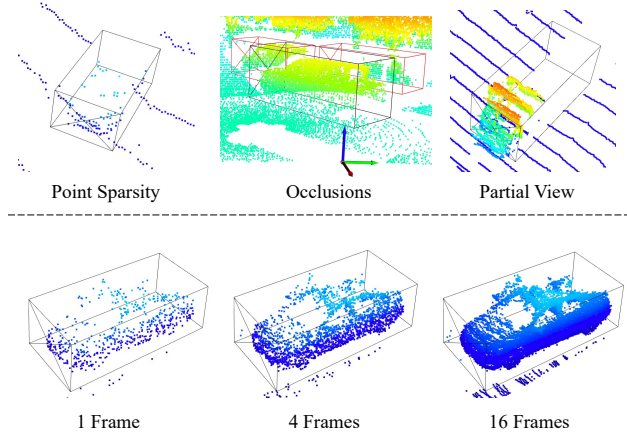 Point Sparsity
Occlusions
Partial View
1 Frame
4 Frames
16 Frames